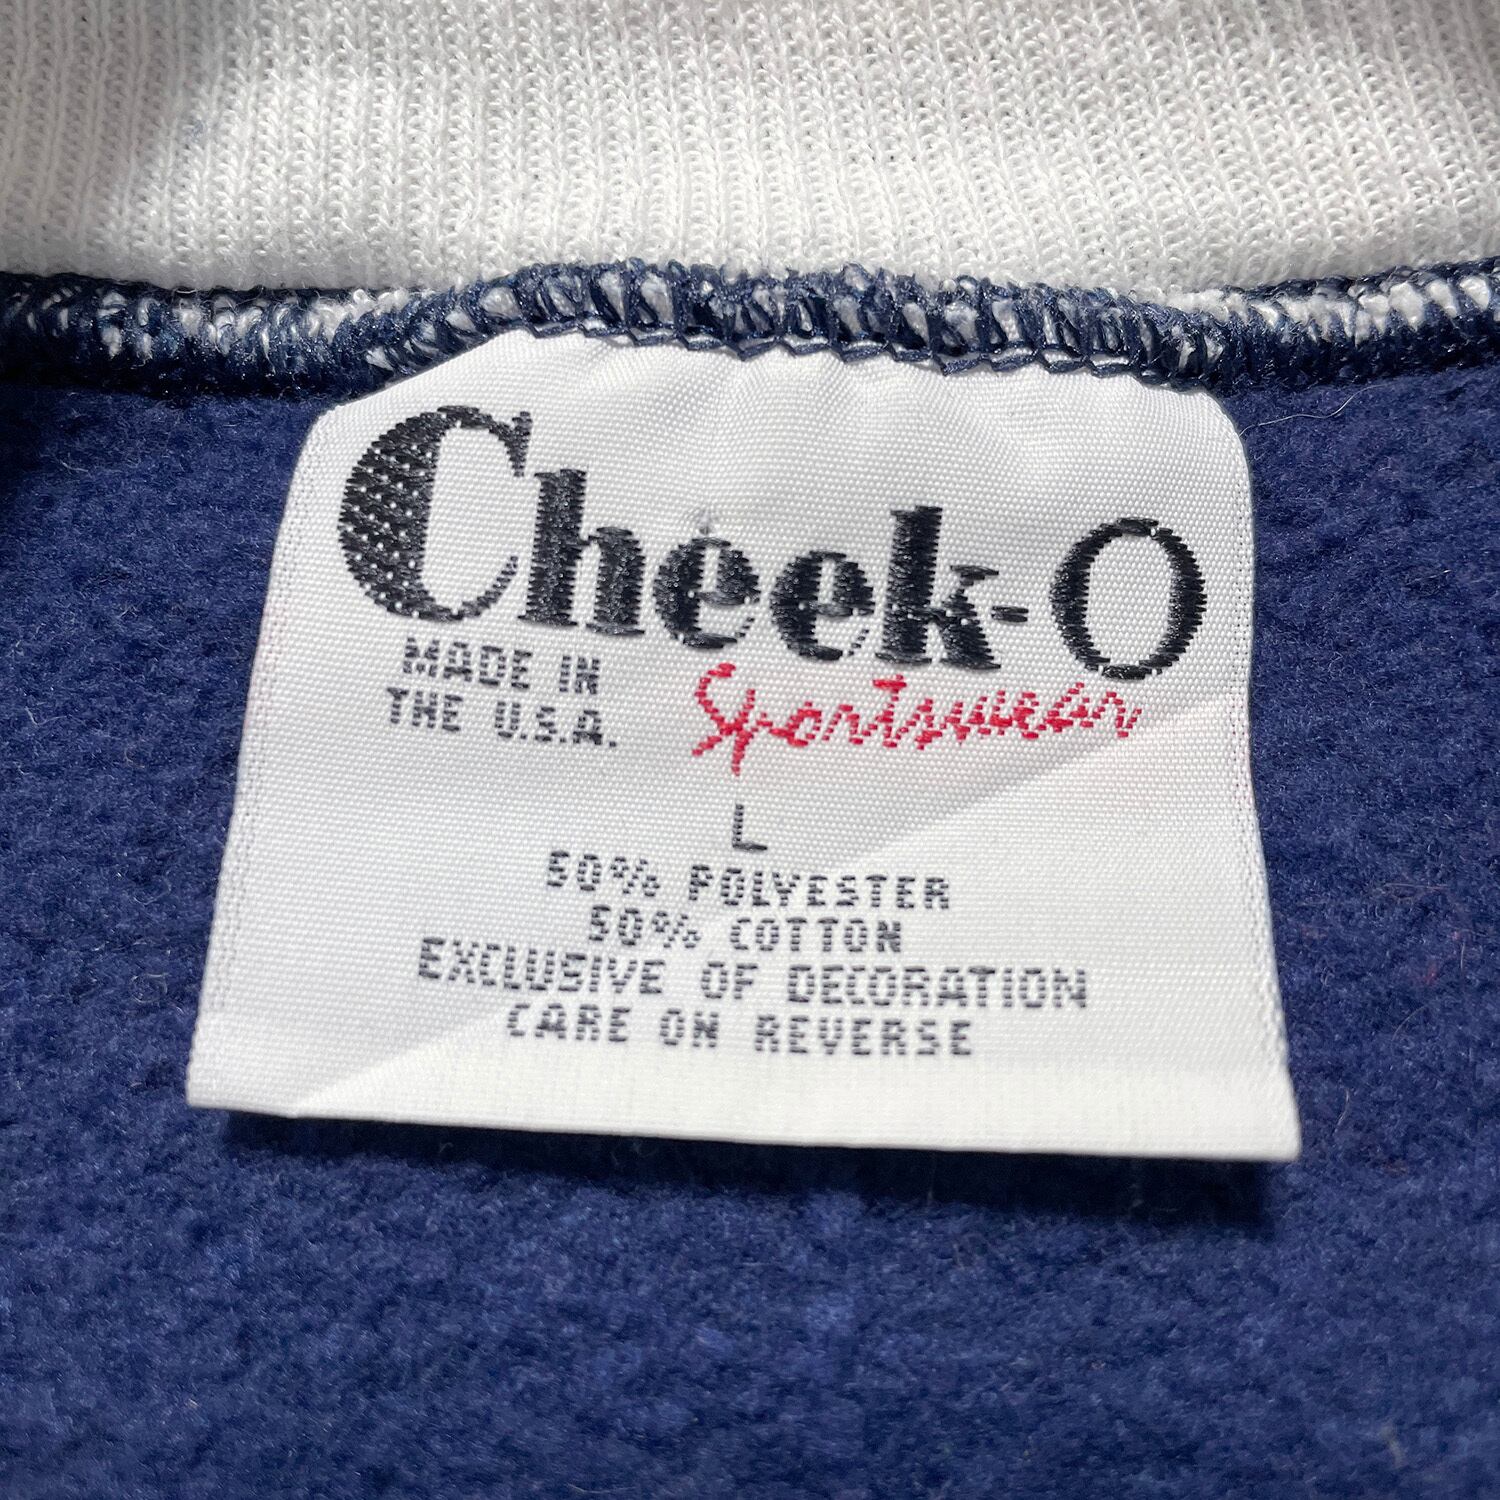 Cheek-O
MADE IN
THE U.S.A.
Sportswear
L
50% POLYESTER
50% COTTON
EXCLUSIVE OF DECORATION
CARE ON REVERSE